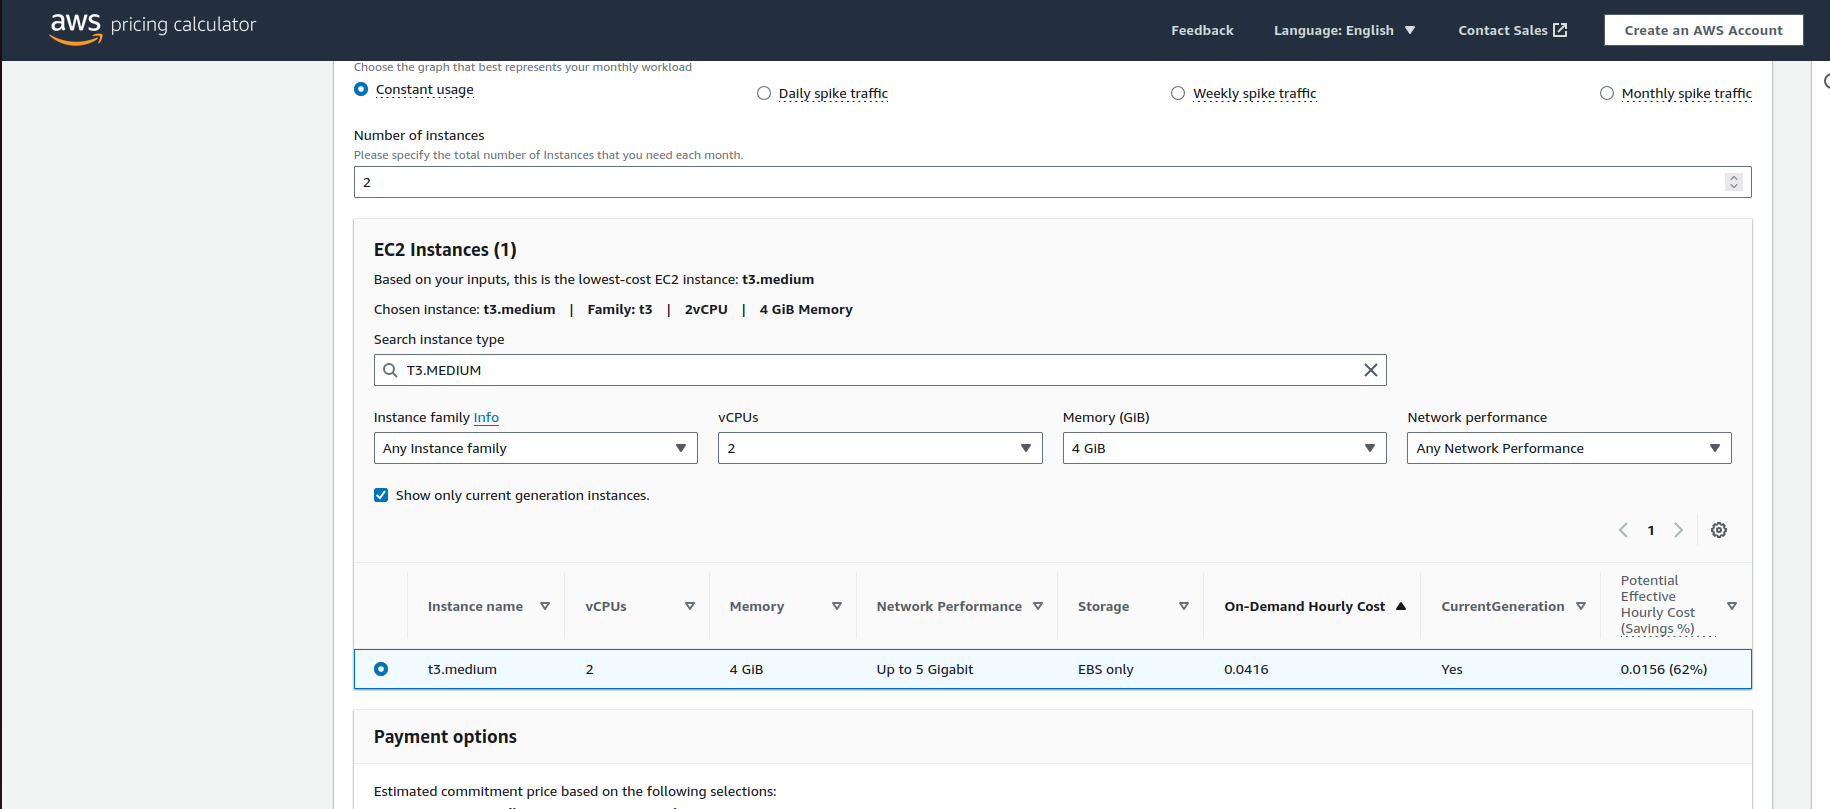 aws pricing calculator
Feedback Language: English Contact Sales Create an AWS Account
Choose the graph that best represents your monthly workload
Constant usage Daily spike traffic Weekly spike traffic Monthly spike traffic
Number of instances
Please specify the total number of Instances that you need each month.
2
EC2 Instances (1)
Based on your inputs, this is the lowest-cost EC2 instance: t3.medium
Chosen instance: t3.medium | Family: t3 | 2vCPU | 4 GiB Memory
Search instance type
T3.MEDIUM
Instance family Info vCPUs Memory (GiB) Network performance
Any Instance family 2 4 GiB Any Network Performance
Show only current generation instances.
1
Instance name vCPUs Memory Network Performance Storage On-Demand Hourly Cost CurrentGeneration Potential
Effective
Hourly Cost
(Savings %)
t3.medium 2 4 GiB Up to 5 Gigabit EBS only 0.0416 Yes 0.0156 (62%)
Payment options
Estimated commitment price based on the following selections: